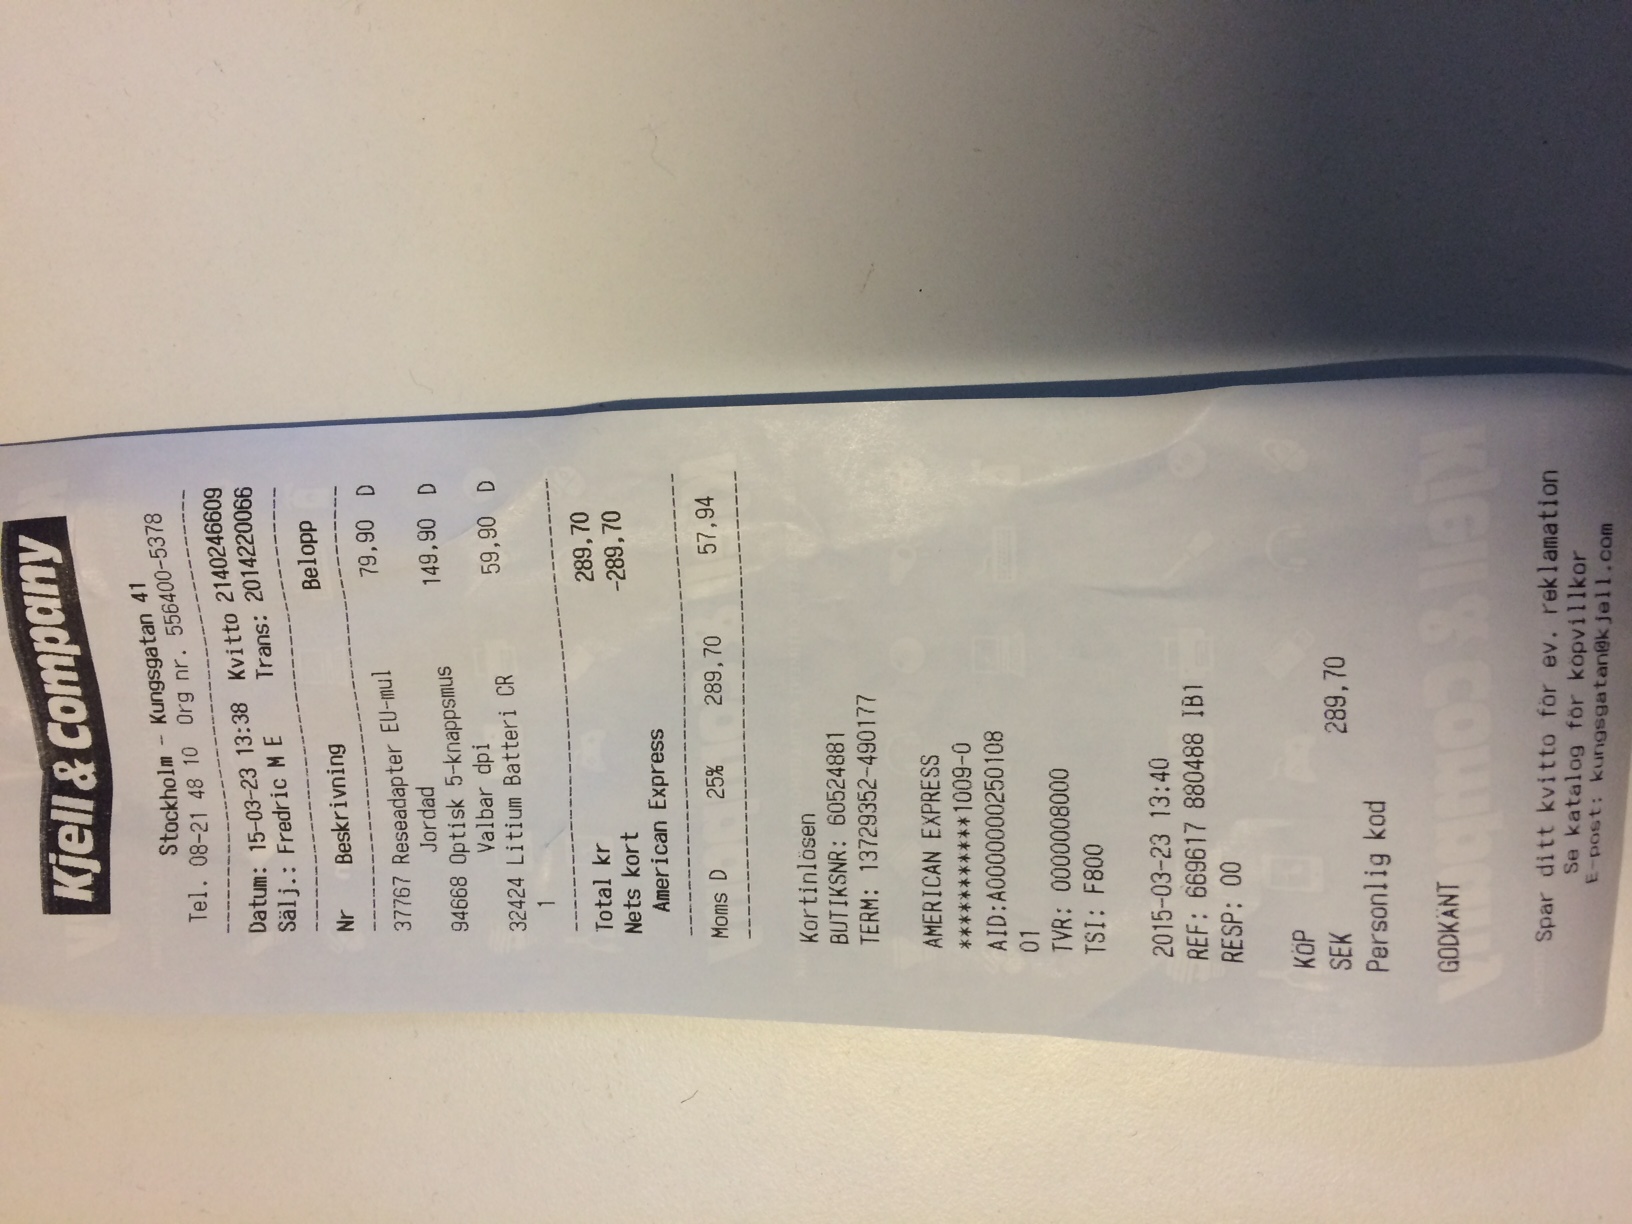 Kjell & Company
Stockholm - Kungsgatan 41
Tel. 08-21 48 10 Org nr. 556400-5378
Datum: 15-03-23 13:38 Kvitto 2140246609
Sälj.: Fredric M E Trans: 2014220066
Nr Beskrivning Belopp
37767 Reseadapter EU-mul 79,90 D
Jordad
94668 Optisk 5-knappsmus 149,90 D
Valbar dpi
32424 Litium Batteri CR 59,90 D
1
Total kr 289,70
Nets kort -289,70
American Express
Moms D 25% 289,70 57,94
Kortinlösen
BUTIKSNR: 60524881
TERM: 13729352-490177
AMERICAN EXPRESS
***********1009-0
AID:A0000000250108
01
TVR: 0000008000
TSI: F800
2015-03-23 13:40
REF: 669617 880488 IB1
RESP: 00
KÖP
SEK 289,70
Personlig kod
GODKÄNT
Spar ditt kvitto för ev. reklamation
Se katalog för köpvillkor
E-post: kungsgatan@kjell.com